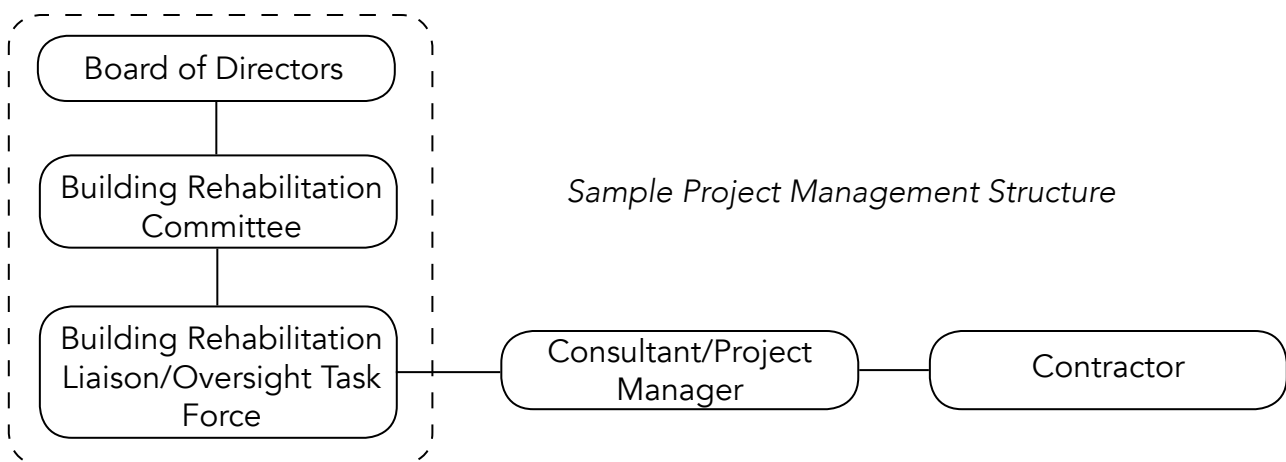 Board of Directors
Building Rehabilitation
Committee
Sample Project Management Structure
Building Rehabilitation
Liaison/Oversight Task
Force
Consultant/Project
Manager
Contractor